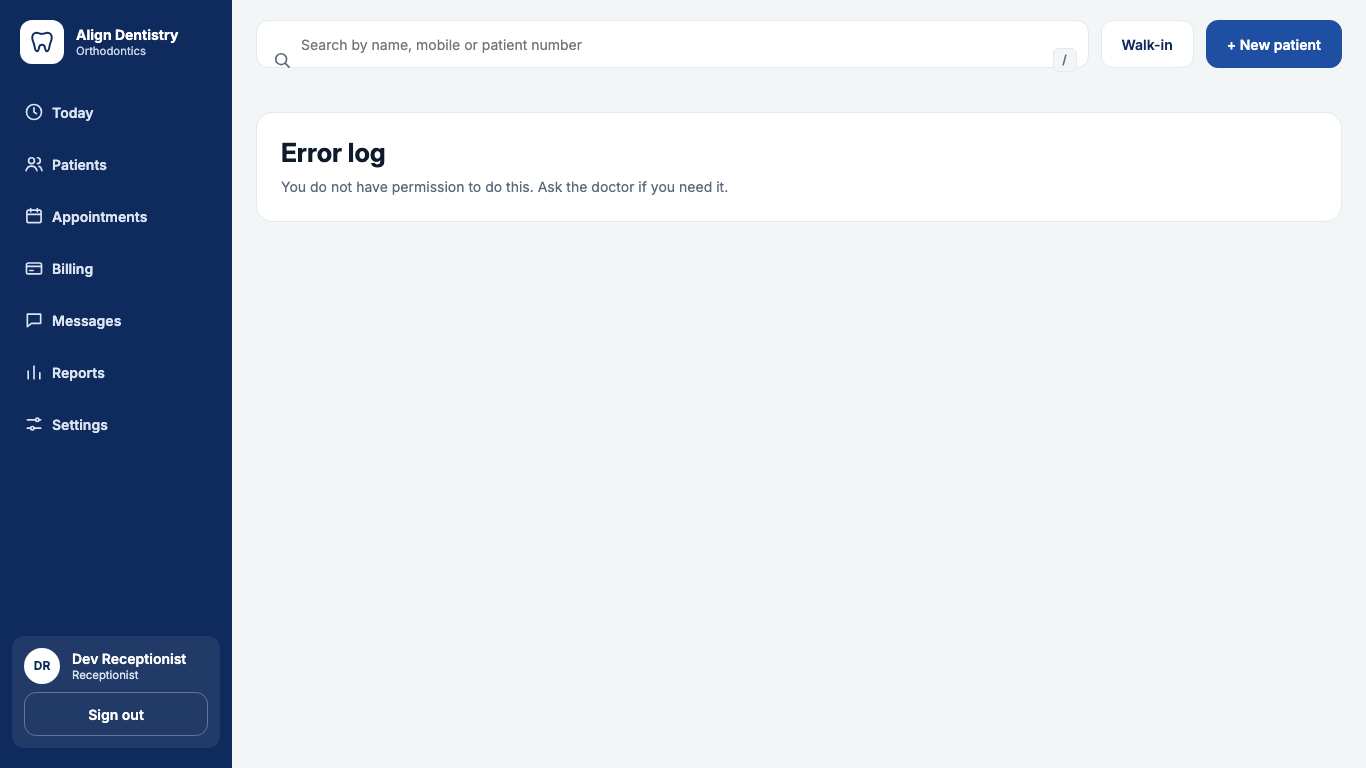 Align Dentistry
Orthodontics
Today
Patients
Appointments
Billing
Messages
Reports
Settings
DR
Dev Receptionist
Receptionist
Sign out
Search by name, mobile or patient number
/
Walk-in
+ New patient
Error log
You do not have permission to do this. Ask the doctor if you need it.